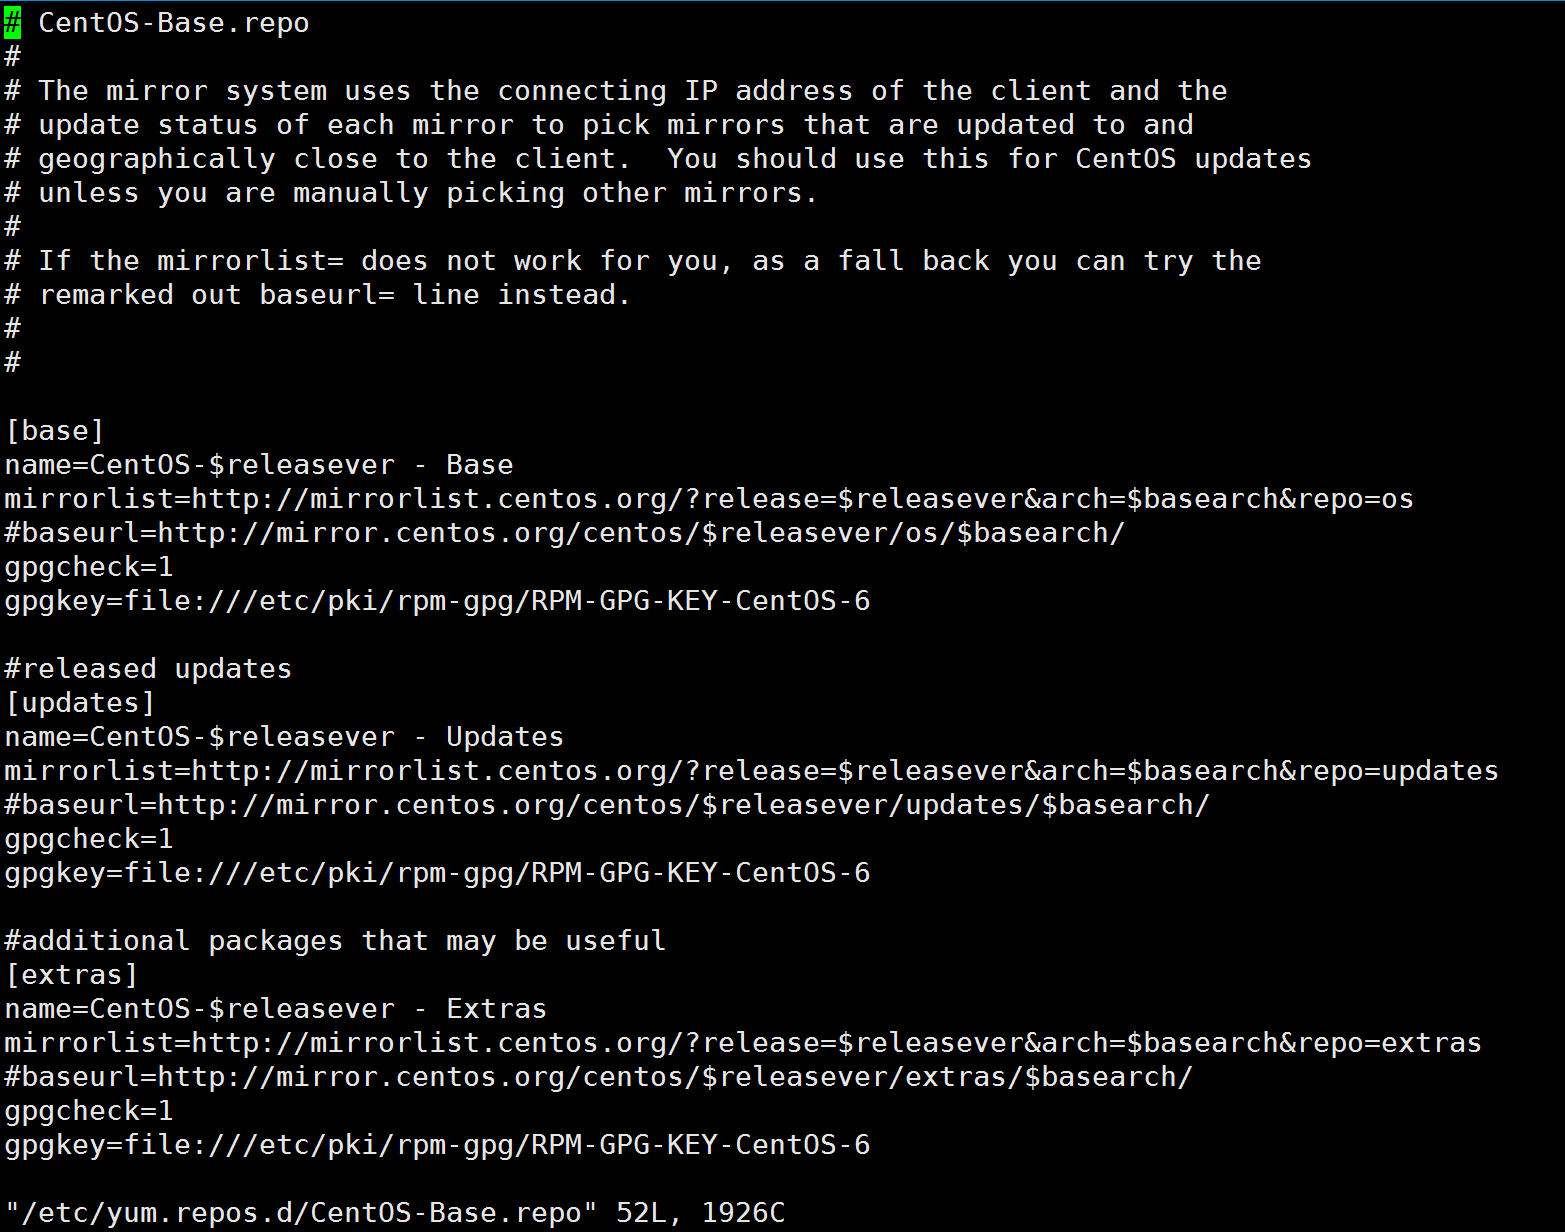 # CentOS-Base.repo
#
# The mirror system uses the connecting IP address of the client and the
# update status of each mirror to pick mirrors that are updated to and
# geographically close to the client.  You should use this for CentOS updates
# unless you are manually picking other mirrors.
#
# If the mirrorlist= does not work for you, as a fall back you can try the
# remarked out baseurl= line instead.
#
#

[base]
name=CentOS-$releasever - Base
mirrorlist=http://mirrorlist.centos.org/?release=$releasever&arch=$basearch&repo=os
#baseurl=http://mirror.centos.org/centos/$releasever/os/$basearch/
gpgcheck=1
gpgkey=file:///etc/pki/rpm-gpg/RPM-GPG-KEY-CentOS-6

#released updates
[updates]
name=CentOS-$releasever - Updates
mirrorlist=http://mirrorlist.centos.org/?release=$releasever&arch=$basearch&repo=updates
#baseurl=http://mirror.centos.org/centos/$releasever/updates/$basearch/
gpgcheck=1
gpgkey=file:///etc/pki/rpm-gpg/RPM-GPG-KEY-CentOS-6

#additional packages that may be useful
[extras]
name=CentOS-$releasever - Extras
mirrorlist=http://mirrorlist.centos.org/?release=$releasever&arch=$basearch&repo=extras
#baseurl=http://mirror.centos.org/centos/$releasever/extras/$basearch/
gpgcheck=1
gpgkey=file:///etc/pki/rpm-gpg/RPM-GPG-KEY-CentOS-6

"/etc/yum.repos.d/CentOS-Base.repo" 52L, 1926C